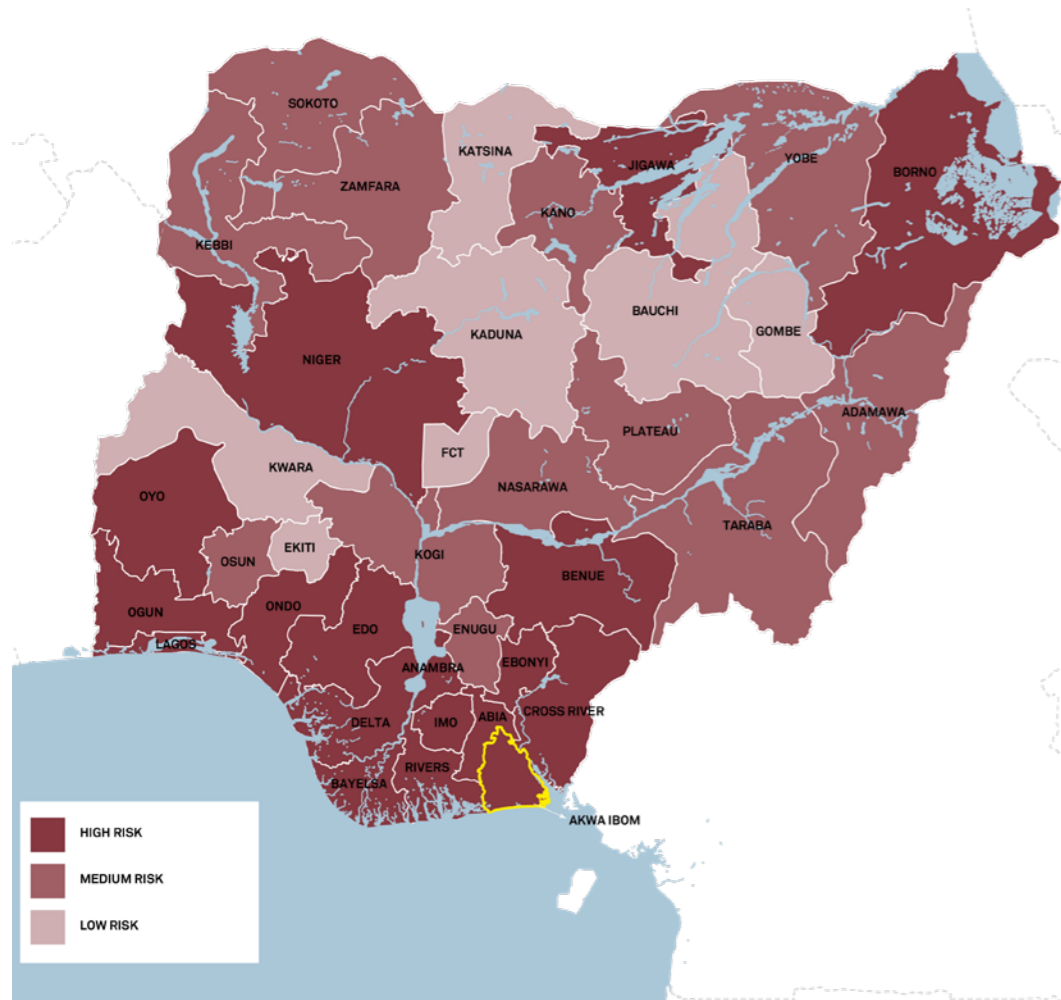 SOKOTO
KATSINA
JIGAWA
YOBE
BORNO
ZAMFARA
KANO
KEBBI
BAUCHI
GOMBE
KADUNA
NIGER
ADAMAWA
PLATEAU
FCT
KWARA
NASARAWA
OYO
TARABA
KOGI
EKITI
OSUN
BENUE
OGUN
ONDO
EDO
ENUGU
LAGOS
ANAMBRA
EBONYI
DELTA
IMO
ABIA
CROSS RIVER
RIVERS
BAYELSA
AKWA IBOM
HIGH RISK
MEDIUM RISK
LOW RISK